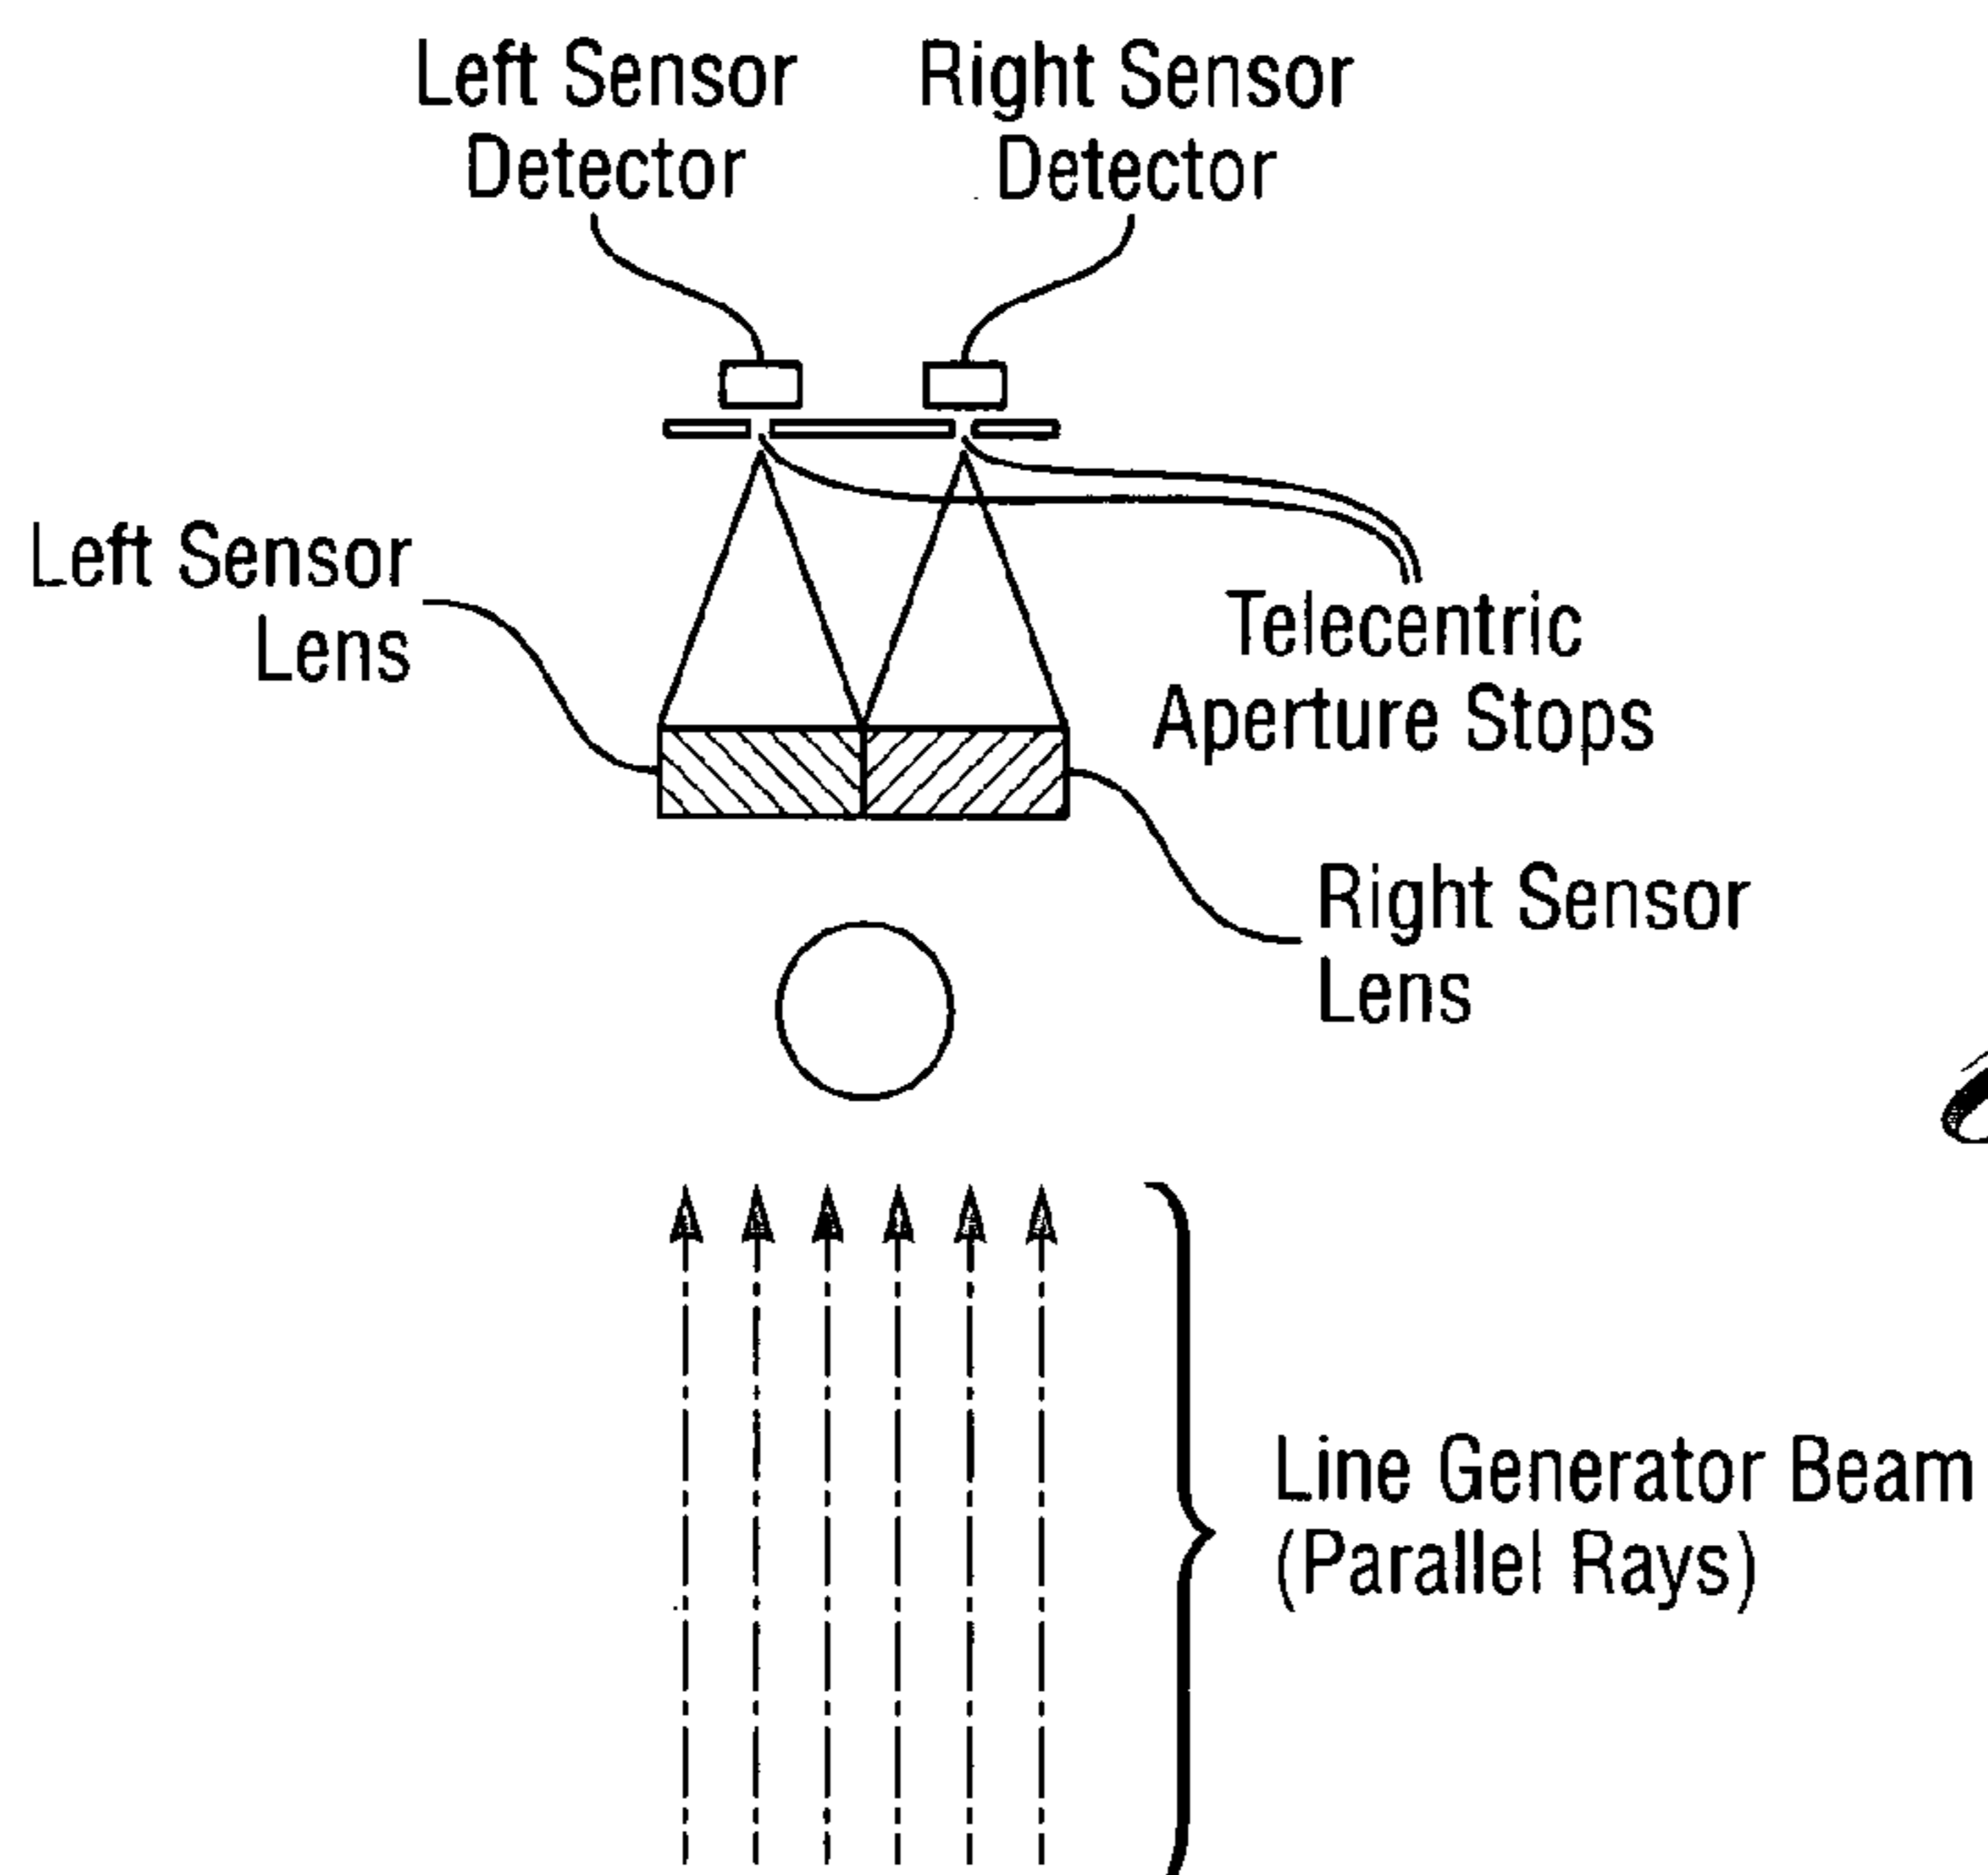 Left Sensor
Detector
Right Sensor
Detector
Left Sensor
Lens
Telecentric
Aperture Stops
Right Sensor
Lens
Line Generator Beam
(Parallel Rays)